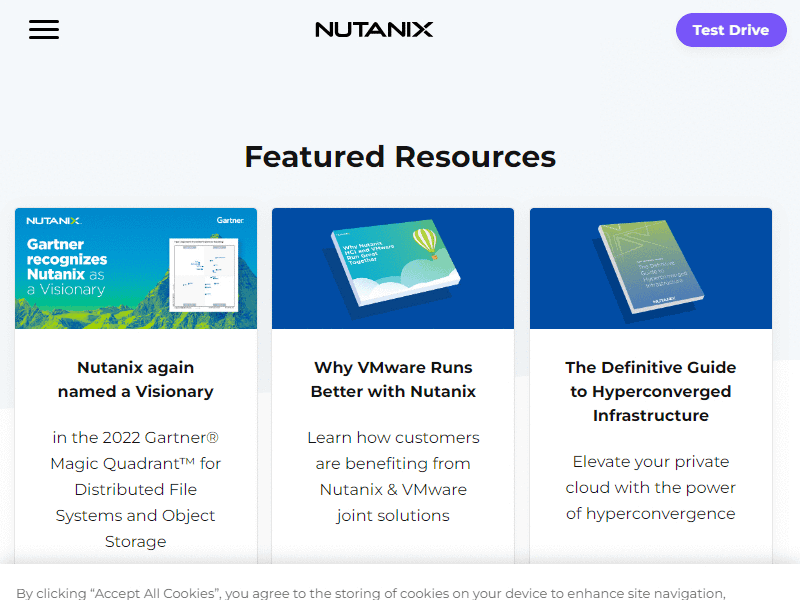 NUTANIX
Test Drive
Featured Resources
NUTANIX
Gartner
Gartner
recognizes
Nutanix as
a Visionary
Why Nutanix
HCI and VMware
Run Great
Together
The Definitive
Guide to
Hyperconverged
Infrastructure
NUTANIX
Nutanix again
named a Visionary
in the 2022 Gartner®
Magic Quadrant™ for
Distributed File
Systems and Object
Storage
Why VMware Runs
Better with Nutanix
Learn how customers
are benefiting from
Nutanix & VMware
joint solutions
The Definitive Guide
to Hyperconverged
Infrastructure
Elevate your private
cloud with the power
of hyperconvergence
By clicking “Accept All Cookies”, you agree to the storing of cookies on your device to enhance site navigation,